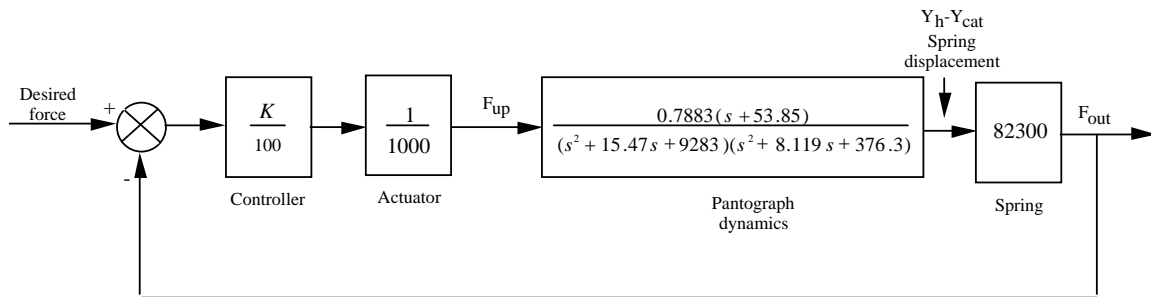 Y_h-Y_cat
Spring
displacement
Desired
force
+
-
K
100
Controller
1
1000
Actuator
F_up
0.7883(s + 53.85)
(s² + 15.47s + 9283)(s² + 8.119s + 376.3)
Pantograph
dynamics
82300
Spring
F_out